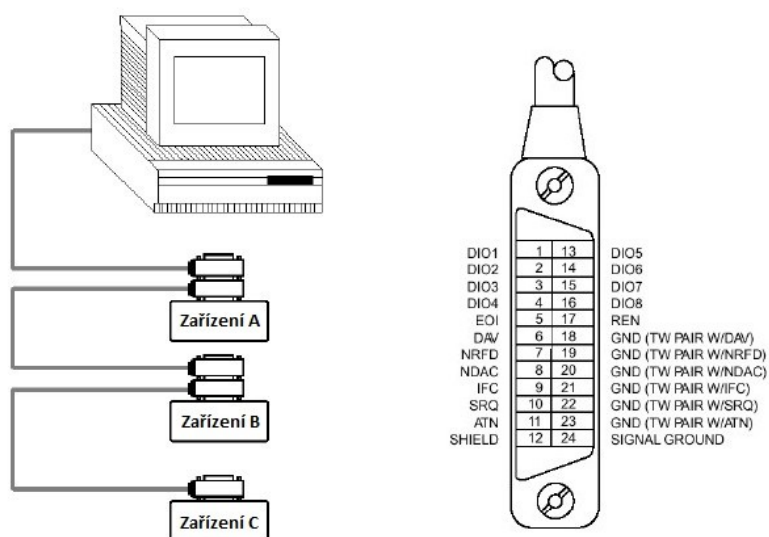 Zařízení A
Zařízení B
Zařízení C
DIO1 1 13 DIO5
DIO2 2 14 DIO6
DIO3 3 15 DIO7
DIO4 4 16 DIO8
EOI 5 17 REN
DAV 6 18 GND (TW PAIR W/DAV)
NRFD 7 19 GND (TW PAIR W/NRFD)
NDAC 8 20 GND (TW PAIR W/NDAC)
IFC 9 21 GND (TW PAIR W/IFC)
SRQ 10 22 GND (TW PAIR W/SRQ)
ATN 11 23 GND (TW PAIR W/ATN)
SHIELD 12 24 SIGNAL GROUND